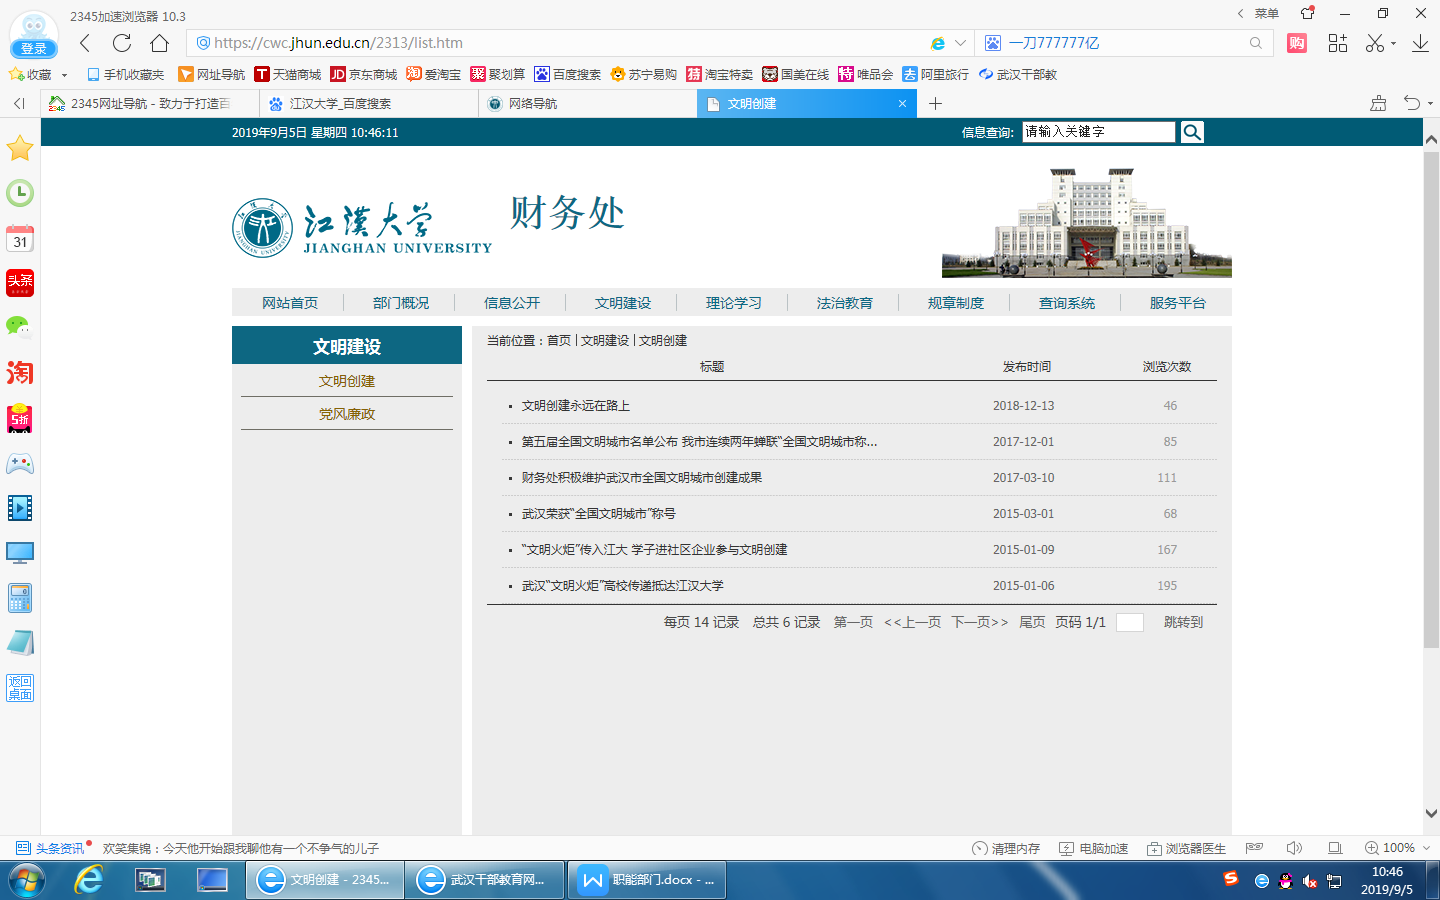 2345加速浏览器 10.3
菜单
登录
https://cwc.jhun.edu.cn/2313/list.htm
一刀777777亿
购
收藏 手机收藏夹 网址导航 天猫商城 京东商城 爱淘宝 聚划算 百度搜索 苏宁易购 淘宝特卖 国美在线 唯品会 阿里旅行 武汉干部教
2345网址导航 - 致力于打造百
江汉大学_百度搜索
网络导航
文明创建
2019年9月5日 星期四 10:46:11
信息查询:
请输入关键字
31
头条
淘
5折
返回
桌面
江汉大学
JIANGHAN UNIVERSITY
财务处
网站首页 部门概况 信息公开 文明建设 理论学习 法治教育 规章制度 查询系统 服务平台
文明建设
文明创建
党风廉政
当前位置：首页 | 文明建设 | 文明创建
标题 发布时间 浏览次数
文明创建永远在路上 2018-12-13 46
第五届全国文明城市名单公布 我市连续两年蝉联“全国文明城市称... 2017-12-01 85
财务处积极维护武汉市全国文明城市创建成果 2017-03-10 111
武汉荣获“全国文明城市”称号 2015-03-01 68
“文明火炬”传入江大 学子进社区企业参与文明创建 2015-01-09 167
武汉“文明火炬”高校传递抵达江汉大学 2015-01-06 195
每页 14 记录 总共 6 记录 第一页 <<上一页 下一页>> 尾页 页码 1/1 跳转到
头条资讯 欢笑集锦：今天他开始跟我聊他有一个不争气的儿子
清理内存 电脑加速 浏览器医生 100%
文明创建 - 2345...
武汉干部教育网...
职能部门.docx - ...
10:46
2019/9/5